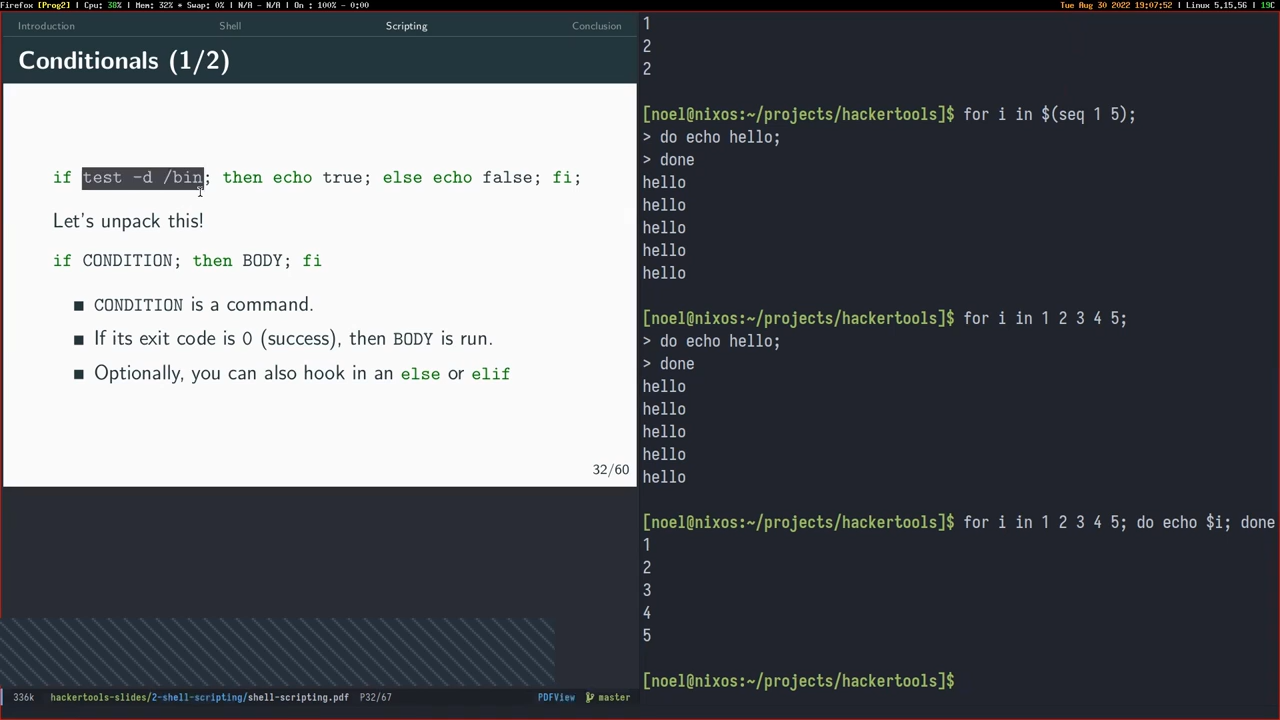 Firefox [Prog2] | Cpu: 38% | Mem: 32% * Swap: 0% | N/A - N/A | On : 100% - 0:00
Tue Aug 30 2022 19:07:52 | Linux 5.15.56 | 19C
Introduction Shell Scripting Conclusion
Conditionals (1/2)
if test -d /bin; then echo true; else echo false; fi;
Let's unpack this!
if CONDITION; then BODY; fi
■ CONDITION is a command.
■ If its exit code is 0 (success), then BODY is run.
■ Optionally, you can also hook in an else or elif
32/60
336k hackertools-slides/2-shell-scripting/shell-scripting.pdf P32/67 PDFView master
1
2
2
[noel@nixos:~/projects/hackertools]$ for i in $(seq 1 5);
> do echo hello;
> done
hello
hello
hello
hello
hello
[noel@nixos:~/projects/hackertools]$ for i in 1 2 3 4 5;
> do echo hello;
> done
hello
hello
hello
hello
hello
[noel@nixos:~/projects/hackertools]$ for i in 1 2 3 4 5; do echo $i; done
1
2
3
4
5
[noel@nixos:~/projects/hackertools]$